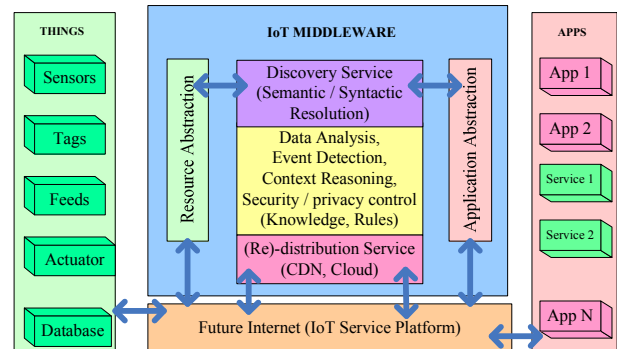 THINGS
Sensors
Tags
Feeds
Actuator
Database
IoT MIDDLEWARE
Resource Abstraction
Discovery Service
(Semantic / Syntactic
Resolution)
Data Analysis,
Event Detection,
Context Reasoning,
Security / privacy control
(Knowledge, Rules)
(Re)-distribution Service
(CDN, Cloud)
Application Abstraction
Future Internet (IoT Service Platform)
APPS
App 1
App 2
Service 1
Service 2
App N